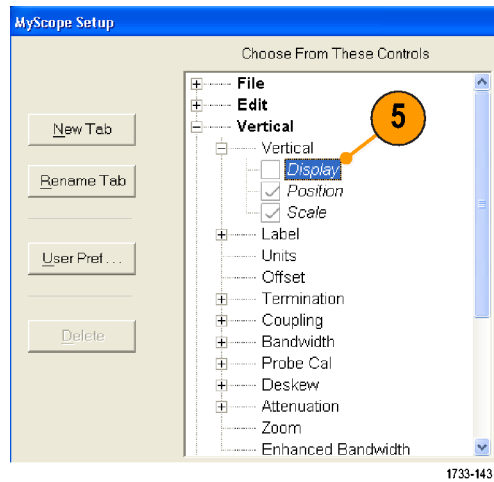 MyScope Setup
Choose From These Controls
New Tab
Rename Tab
User Pref...
Delete
File
Edit
Vertical
Vertical
Display
Position
Scale
Label
Units
Offset
Termination
Coupling
Bandwidth
Probe Cal
Deskew
Attenuation
Zoom
Enhanced Bandwidth
5
1733-143